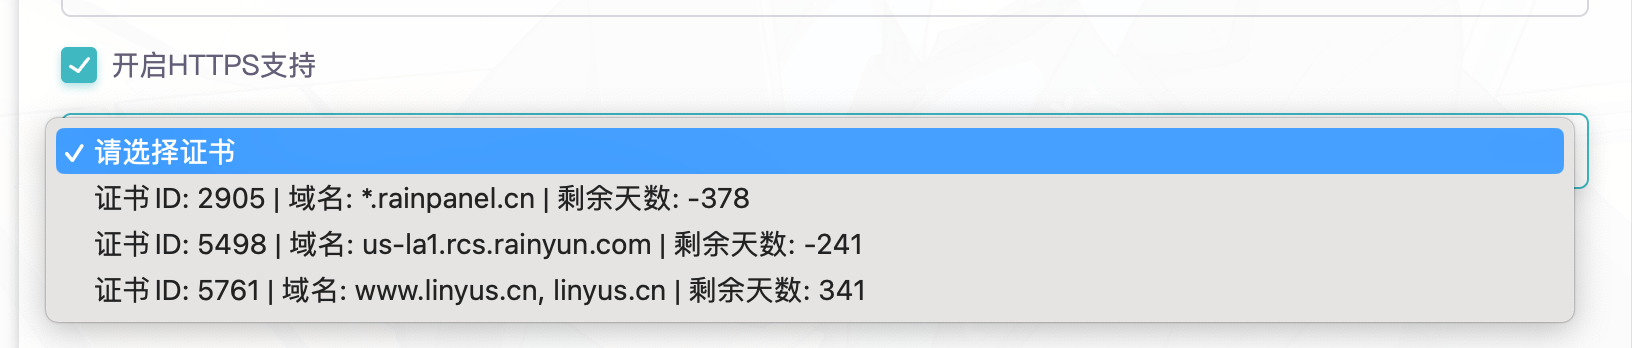 开启HTTPS支持
请选择证书
证书 ID: 2905 | 域名: *.rainpanel.cn | 剩余天数: -378
证书 ID: 5498 | 域名: us-la1.rcs.rainyun.com | 剩余天数: -241
证书 ID: 5761 | 域名: www.linyus.cn, linyus.cn | 剩余天数: 341